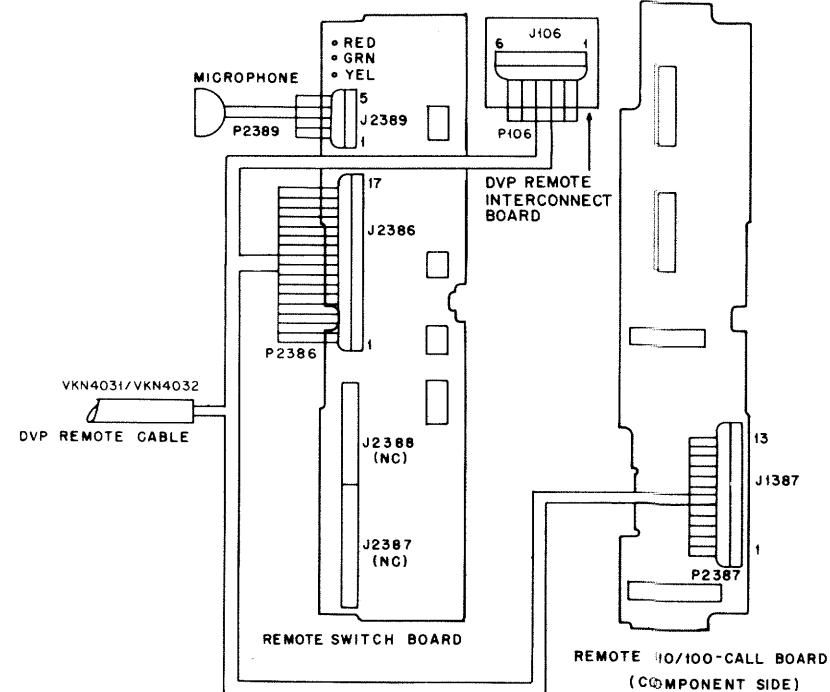 RED
GRN
YEL
J106
6 1
MICROPHONE
5
J2389
P2389
1
P106
DVP REMOTE
INTERCONNECT
BOARD
17
J2386
P2386
1
VKN4031/VKN4032
DVP REMOTE CABLE
J2388
(NC)
13
J1387
J2387
(NC)
1
P2387
REMOTE SWITCH BOARD
REMOTE 10/100-CALL BOARD
(COMPONENT SIDE)